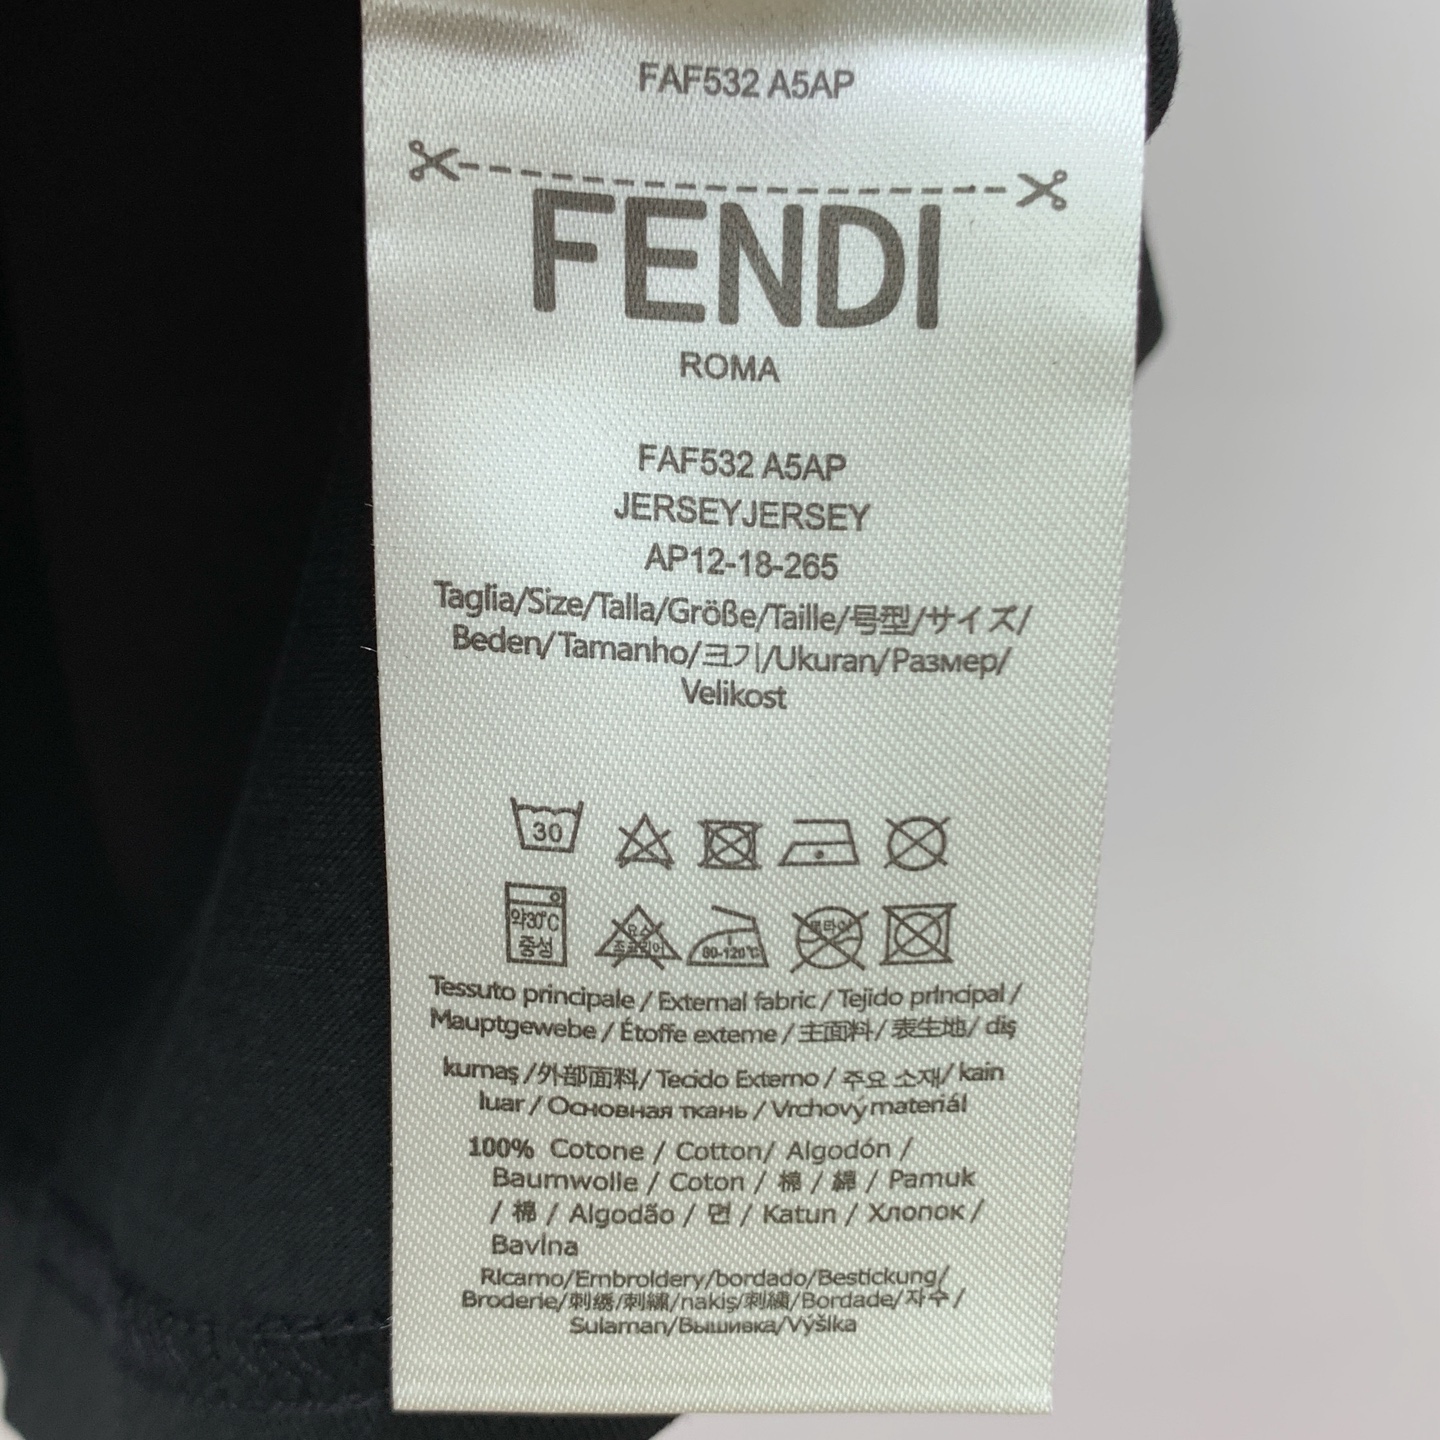 FAF532 A5AP
FENDI
ROMA
FAF532 A5AP
JERSEYJERSEY
AP12-18-265
Taglia/Size/Talla/Größe/Taille/号型/サイズ/
Beden/Tamanho/크기/Ukuran/Размер/
Velikost
30
약30℃ 중성
80-120℃
Tessuto principale / External fabric / Tejido principal /
Mauptgewebe / Étoffe exteme / 主面料 / 表生地 / diş
kumaş /外部面料/ Tecido Externo / 주요 소재/ kain
luar / Основная ткань / Vrchový materiál
100% Cotone / Cotton/ Algodón /
Baumwolle / Coton / 棉 / 綿 / Pamuk
/ 棉 / Algodão / 면 / Katun / Хлопок /
Bavlna
Ricamo/Embroidery/bordado/Bestickung/
Broderie/刺绣/刺繍/nakiş/刺繡/Bordade/자수/
Sulaman/Вышивка/Výšika